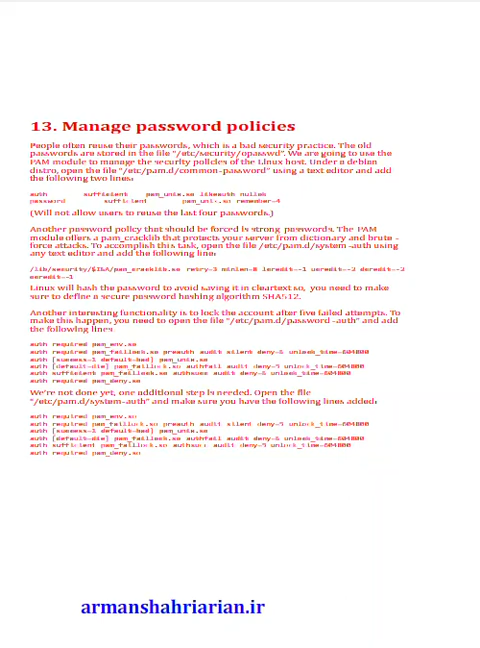 13. Manage password policies
People often reuse their passwords, which is a bad security practice. The old
passwords are stored in the file "/etc/security/opasswd". We are going to use the
PAM module to manage the security policies of the Linux host. Under a debian
distro, open the file "/etc/pam.d/common-password" using a text editor and add
the following two lines:
auth sufficient pam_unix.so likeauth nullok
password sufficient pam_unix.so remember=4
(Will not allow users to reuse the last four passwords.)
Another password policy that should be forced is strong passwords. The PAM
module offers a pam_cracklib that protects your server from dictionary and brute-
force attacks. To accomplish this task, open the file /etc/pam.d/system-auth using
any text editor and add the following line:
/lib/security/$ISA/pam_cracklib.so retry=3 minlen=8 lcredit=-1 ucredit=-2 dcredit=-2
ocredit=-1
Linux will hash the password to avoid saving it in cleartext so, you need to make
sure to define a secure password hashing algorithm SHA512.
Another interesting functionality is to lock the account after five failed attempts. To
make this happen, you need to open the file "/etc/pam.d/password-auth" and add
the following lines:
auth required pam_env.so
auth required pam_faillock.so preauth audit silent deny=5 unlock_time=604800
auth [success=1 default=bad] pam_unix.so
auth [default=die] pam_faillock.so authfail audit deny=5 unlock_time=604800
auth sufficient pam_faillock.so authsucc audit deny=5 unlock_time=604800
auth required pam_deny.so
We're not done yet, one additional step is needed. Open the file
"/etc/pam.d/system-auth" and make sure you have the following lines added:
auth required pam_env.so
auth required pam_faillock.so preauth audit silent deny=5 unlock_time=604800
auth [success=1 default=bad] pam_unix.so
auth [default=die] pam_faillock.so authfail audit deny=5 unlock_time=604800
auth sufficient pam_faillock.so authsucc audit deny=5 unlock_time=604800
auth required pam_deny.so
armanshahriarian.ir